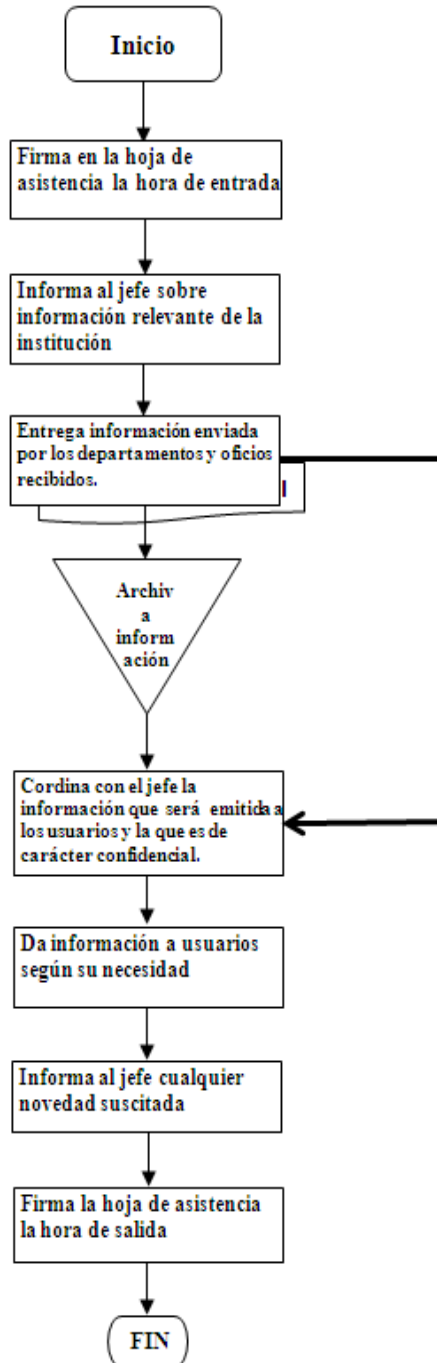 Inicio
Firma en la hoja de
asistencia la hora de entrada
Informa al jefe sobre
información relevante de la
institución
Entrega información enviada
por los departamentos y oficios
recibidos.
Archiv
a
inform
ación
Cordina con el jefe la
información que será emitida a
los usuarios y la que es de
carácter confidencial.
Da información a usuarios
según su necesidad
Informa al jefe cualquier
novedad suscitada
Firma la hoja de asistencia
la hora de salida
FIN